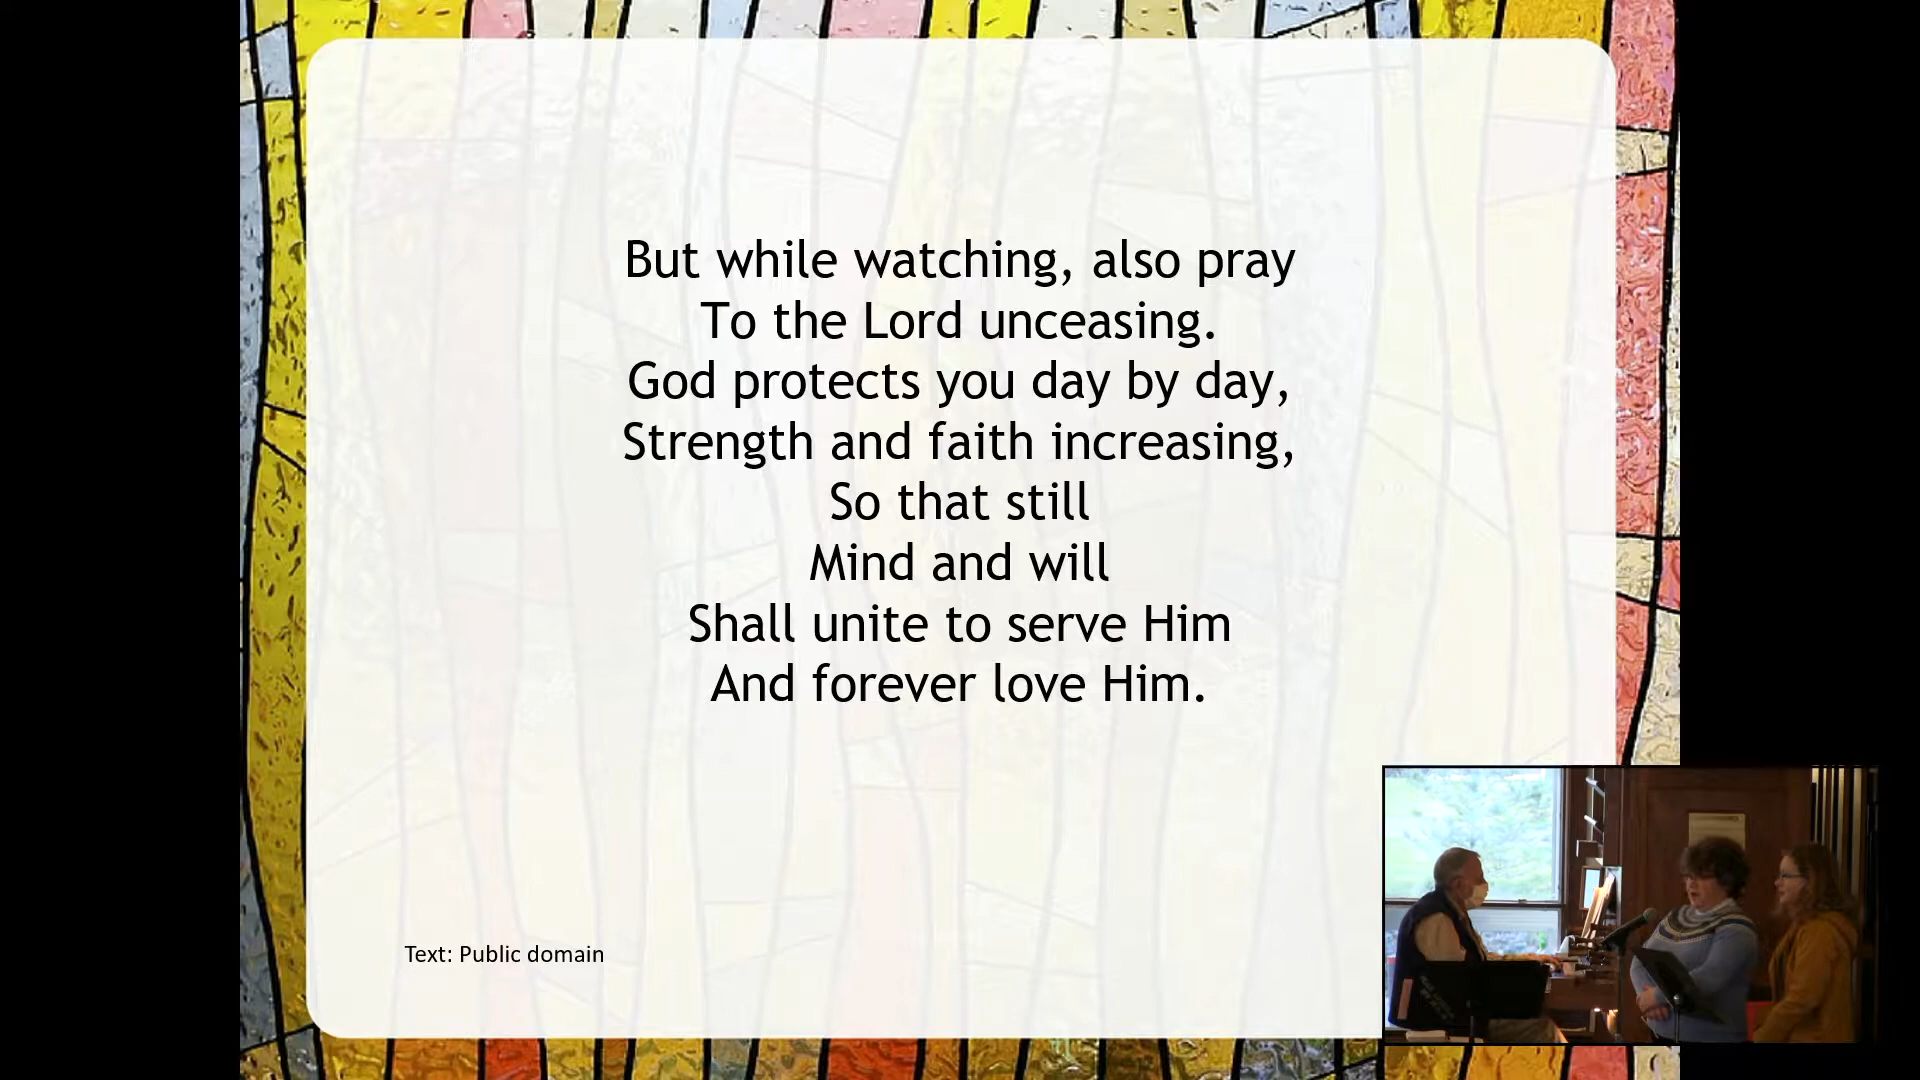 But while watching, also pray
To the Lord unceasing.
God protects you day by day,
Strength and faith increasing,
So that still
Mind and will
Shall unite to serve Him
And forever love Him.
Text: Public domain